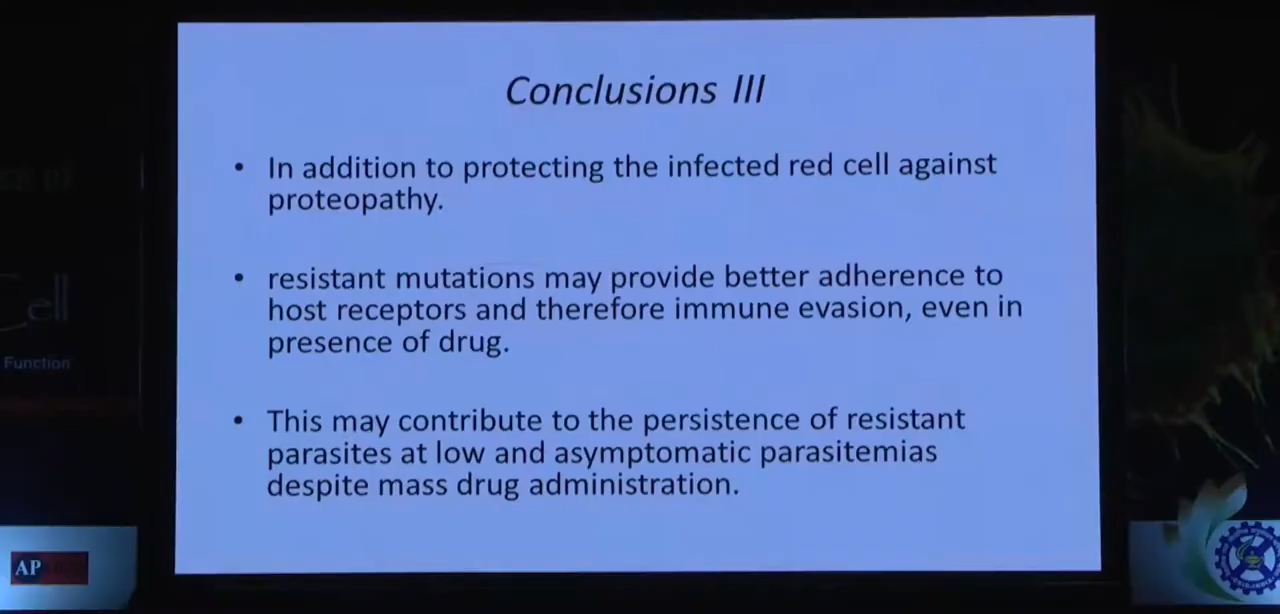 Conclusions III
• In addition to protecting the infected red cell against
proteopathy.
• resistant mutations may provide better adherence to
host receptors and therefore immune evasion, even in
presence of drug.
• This may contribute to the persistence of resistant
parasites at low and asymptomatic parasitemias
despite mass drug administration.
Cell
Function
AP